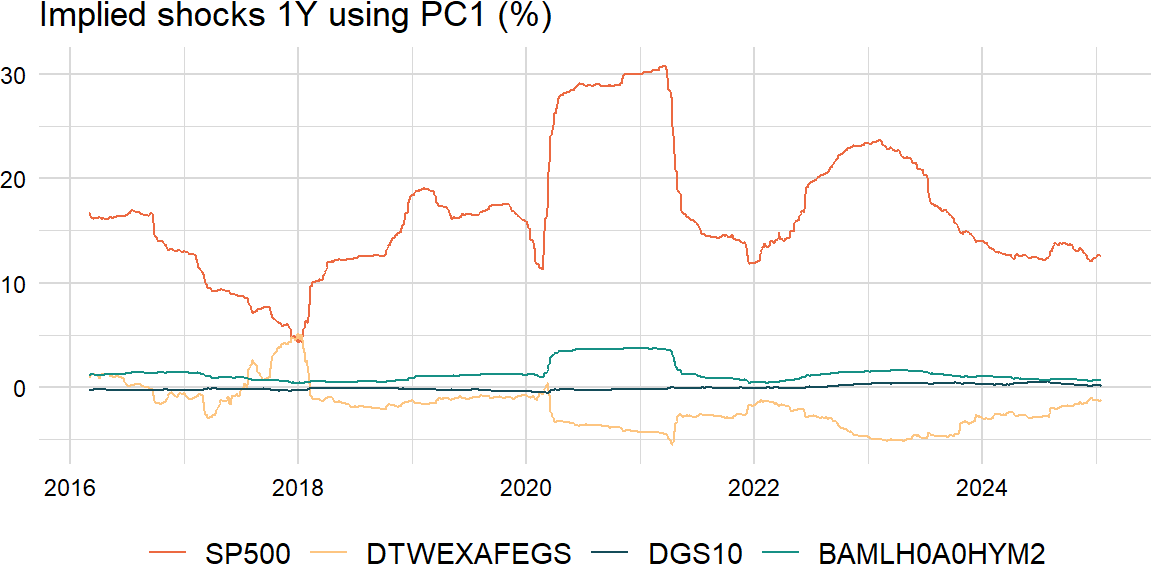 Implied shocks 1Y using PC1 (%)
30
20
10
0
2016 2018 2020 2022 2024
SP500 DTWEXAFEGS DGS10 BAMLH0A0HYM2